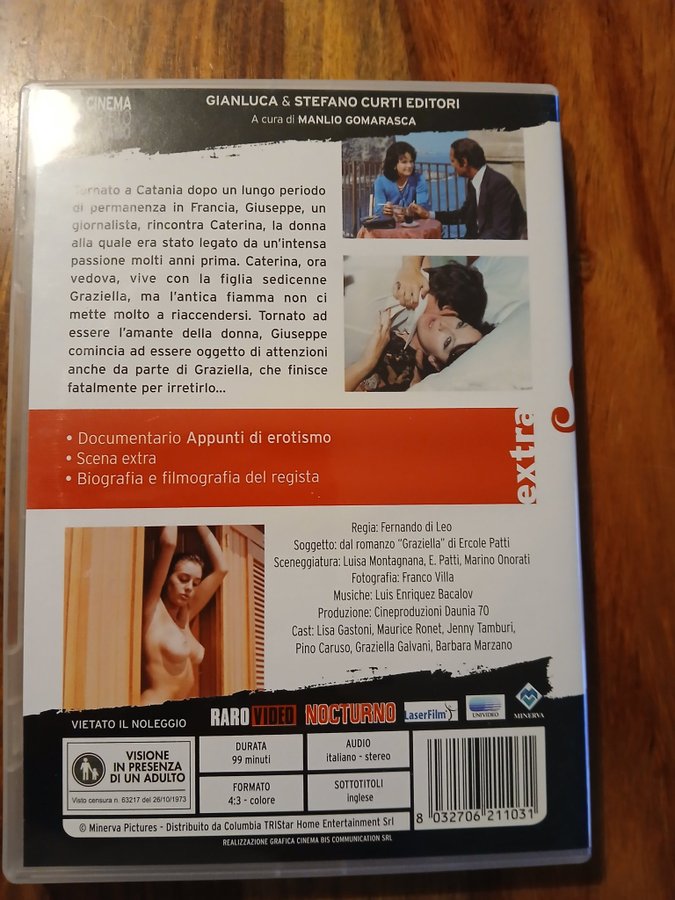 CINEMA
GIANLUCA & STEFANO CURTI EDITORI
A cura di MANLIO GOMARASCA
Tornato a Catania dopo un lungo periodo
di permanenza in Francia, Giuseppe, un
giornalista, rincontra Caterina, la donna
alla quale era stato legato da un'intensa
passione molti anni prima. Caterina, ora
vedova, vive con la figlia sedicenne
Graziella, ma l'antica fiamma non ci
mette molto a riaccendersi. Tornato ad
essere l'amante della donna, Giuseppe
comincia ad essere oggetto di attenzioni
anche da parte di Graziella, che finisce
fatalmente per irretirlo...
• Documentario Appunti di erotismo
• Scena extra
• Biografia e filmografia del regista
extra
Regia: Fernando di Leo
Soggetto: dal romanzo "Graziella" di Ercole Patti
Sceneggiatura: Luisa Montagnana, E. Patti, Marino Onorati
Fotografia: Franco Villa
Musiche: Luis Enriquez Bacalov
Produzione: Cineproduzioni Daunia 70
Cast: Lisa Gastoni, Maurice Ronet, Jenny Tamburi,
Pino Caruso, Graziella Galvani, Barbara Marzano
VIETATO IL NOLEGGIO
RARO VIDEO
NOCTURNO
LaserFilm
UNIVIDEO
MINERVA
VISIONE
IN PRESENZA
DI UN ADULTO
Visto censura n. 63217 del 26/10/1973
DURATA
99 minuti
AUDIO
italiano - stereo
FORMATO
4:3 - colore
SOTTOTITOLI
inglese
© Minerva Pictures - Distribuito da Columbia TRIStar Home Entertainment Srl
REALIZZAZIONE GRAFICA CINEMA BIS COMMUNICATION SRL
8 032706 211031